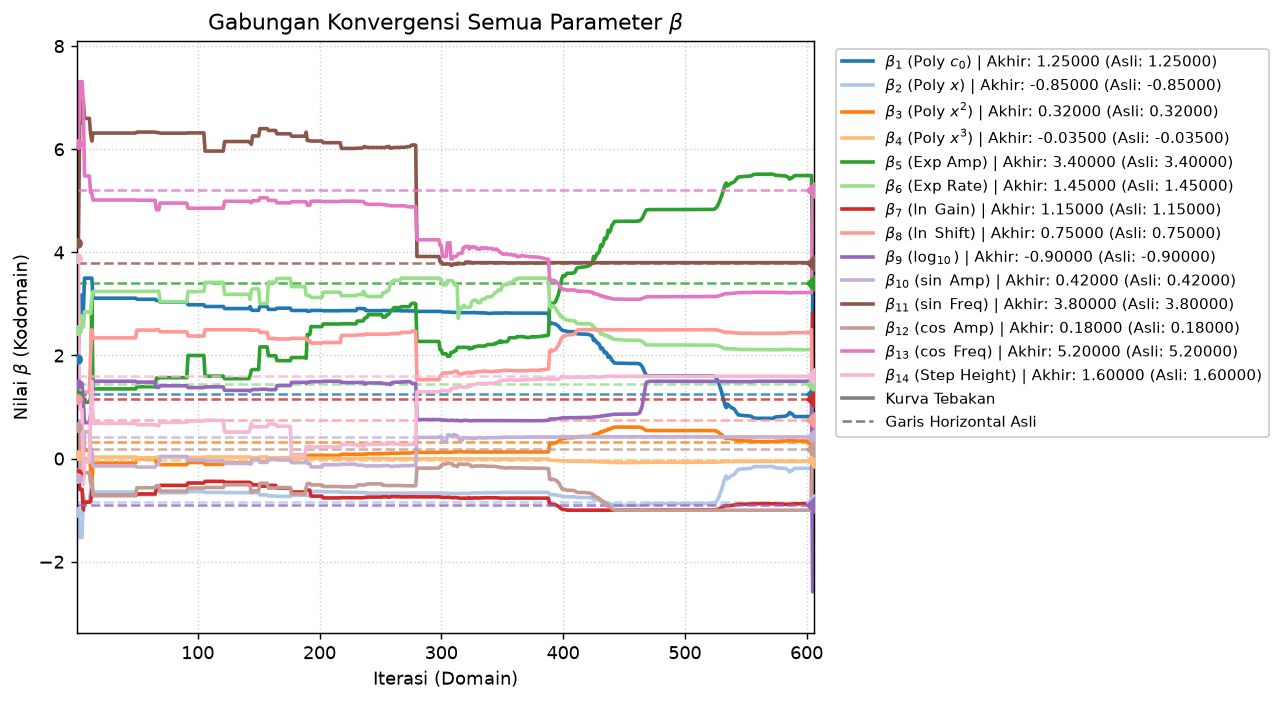 Gabungan Konvergensi Semua Parameter β
Nilai β (Kodomain)
8
6
4
2
0
−2
100
200
300
400
500
600
Iterasi (Domain)
β₁ (Poly c₀) | Akhir: 1.25000 (Asli: 1.25000)
β₂ (Poly x) | Akhir: -0.85000 (Asli: -0.85000)
β₃ (Poly x²) | Akhir: 0.32000 (Asli: 0.32000)
β₄ (Poly x³) | Akhir: -0.03500 (Asli: -0.03500)
β₅ (Exp Amp) | Akhir: 3.40000 (Asli: 3.40000)
β₆ (Exp Rate) | Akhir: 1.45000 (Asli: 1.45000)
β₇ (ln Gain) | Akhir: 1.15000 (Asli: 1.15000)
β₈ (ln Shift) | Akhir: 0.75000 (Asli: 0.75000)
β₉ (log₁₀) | Akhir: -0.90000 (Asli: -0.90000)
β₁₀ (sin Amp) | Akhir: 0.42000 (Asli: 0.42000)
β₁₁ (sin Freq) | Akhir: 3.80000 (Asli: 3.80000)
β₁₂ (cos Amp) | Akhir: 0.18000 (Asli: 0.18000)
β₁₃ (cos Freq) | Akhir: 5.20000 (Asli: 5.20000)
β₁₄ (Step Height) | Akhir: 1.60000 (Asli: 1.60000)
Kurva Tebakan
Garis Horizontal Asli